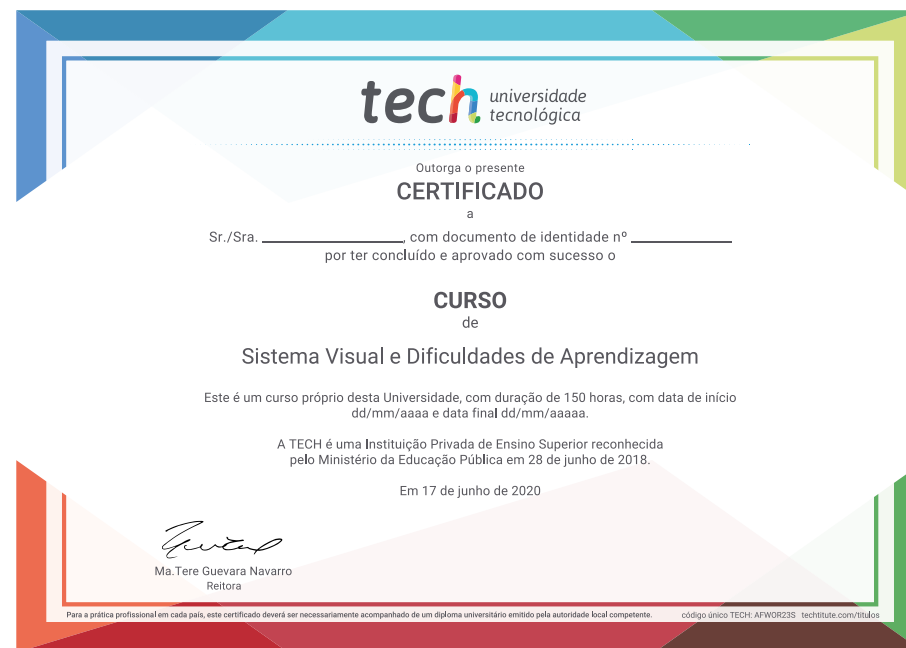 tech universidade
tecnológica
Outorga o presente
CERTIFICADO
a
Sr./Sra. ____________________, com documento de identidade nº ______________
por ter concluído e aprovado com sucesso o
CURSO
de
Sistema Visual e Dificuldades de Aprendizagem
Este é um curso próprio desta Universidade, com duração de 150 horas, com data de início
dd/mm/aaaa e data final dd/mm/aaaaa.
A TECH é uma Instituição Privada de Ensino Superior reconhecida
pelo Ministério da Educação Pública em 28 de junho de 2018.
Em 17 de junho de 2020
Ma.Tere Guevara Navarro
Reitora
Para a prática profissional em cada país, este certificado deverá ser necessariamente acompanhado de um diploma universitário emitido pela autoridade local competente. código único TECH: AFWOR23S techtitute.com/titulos